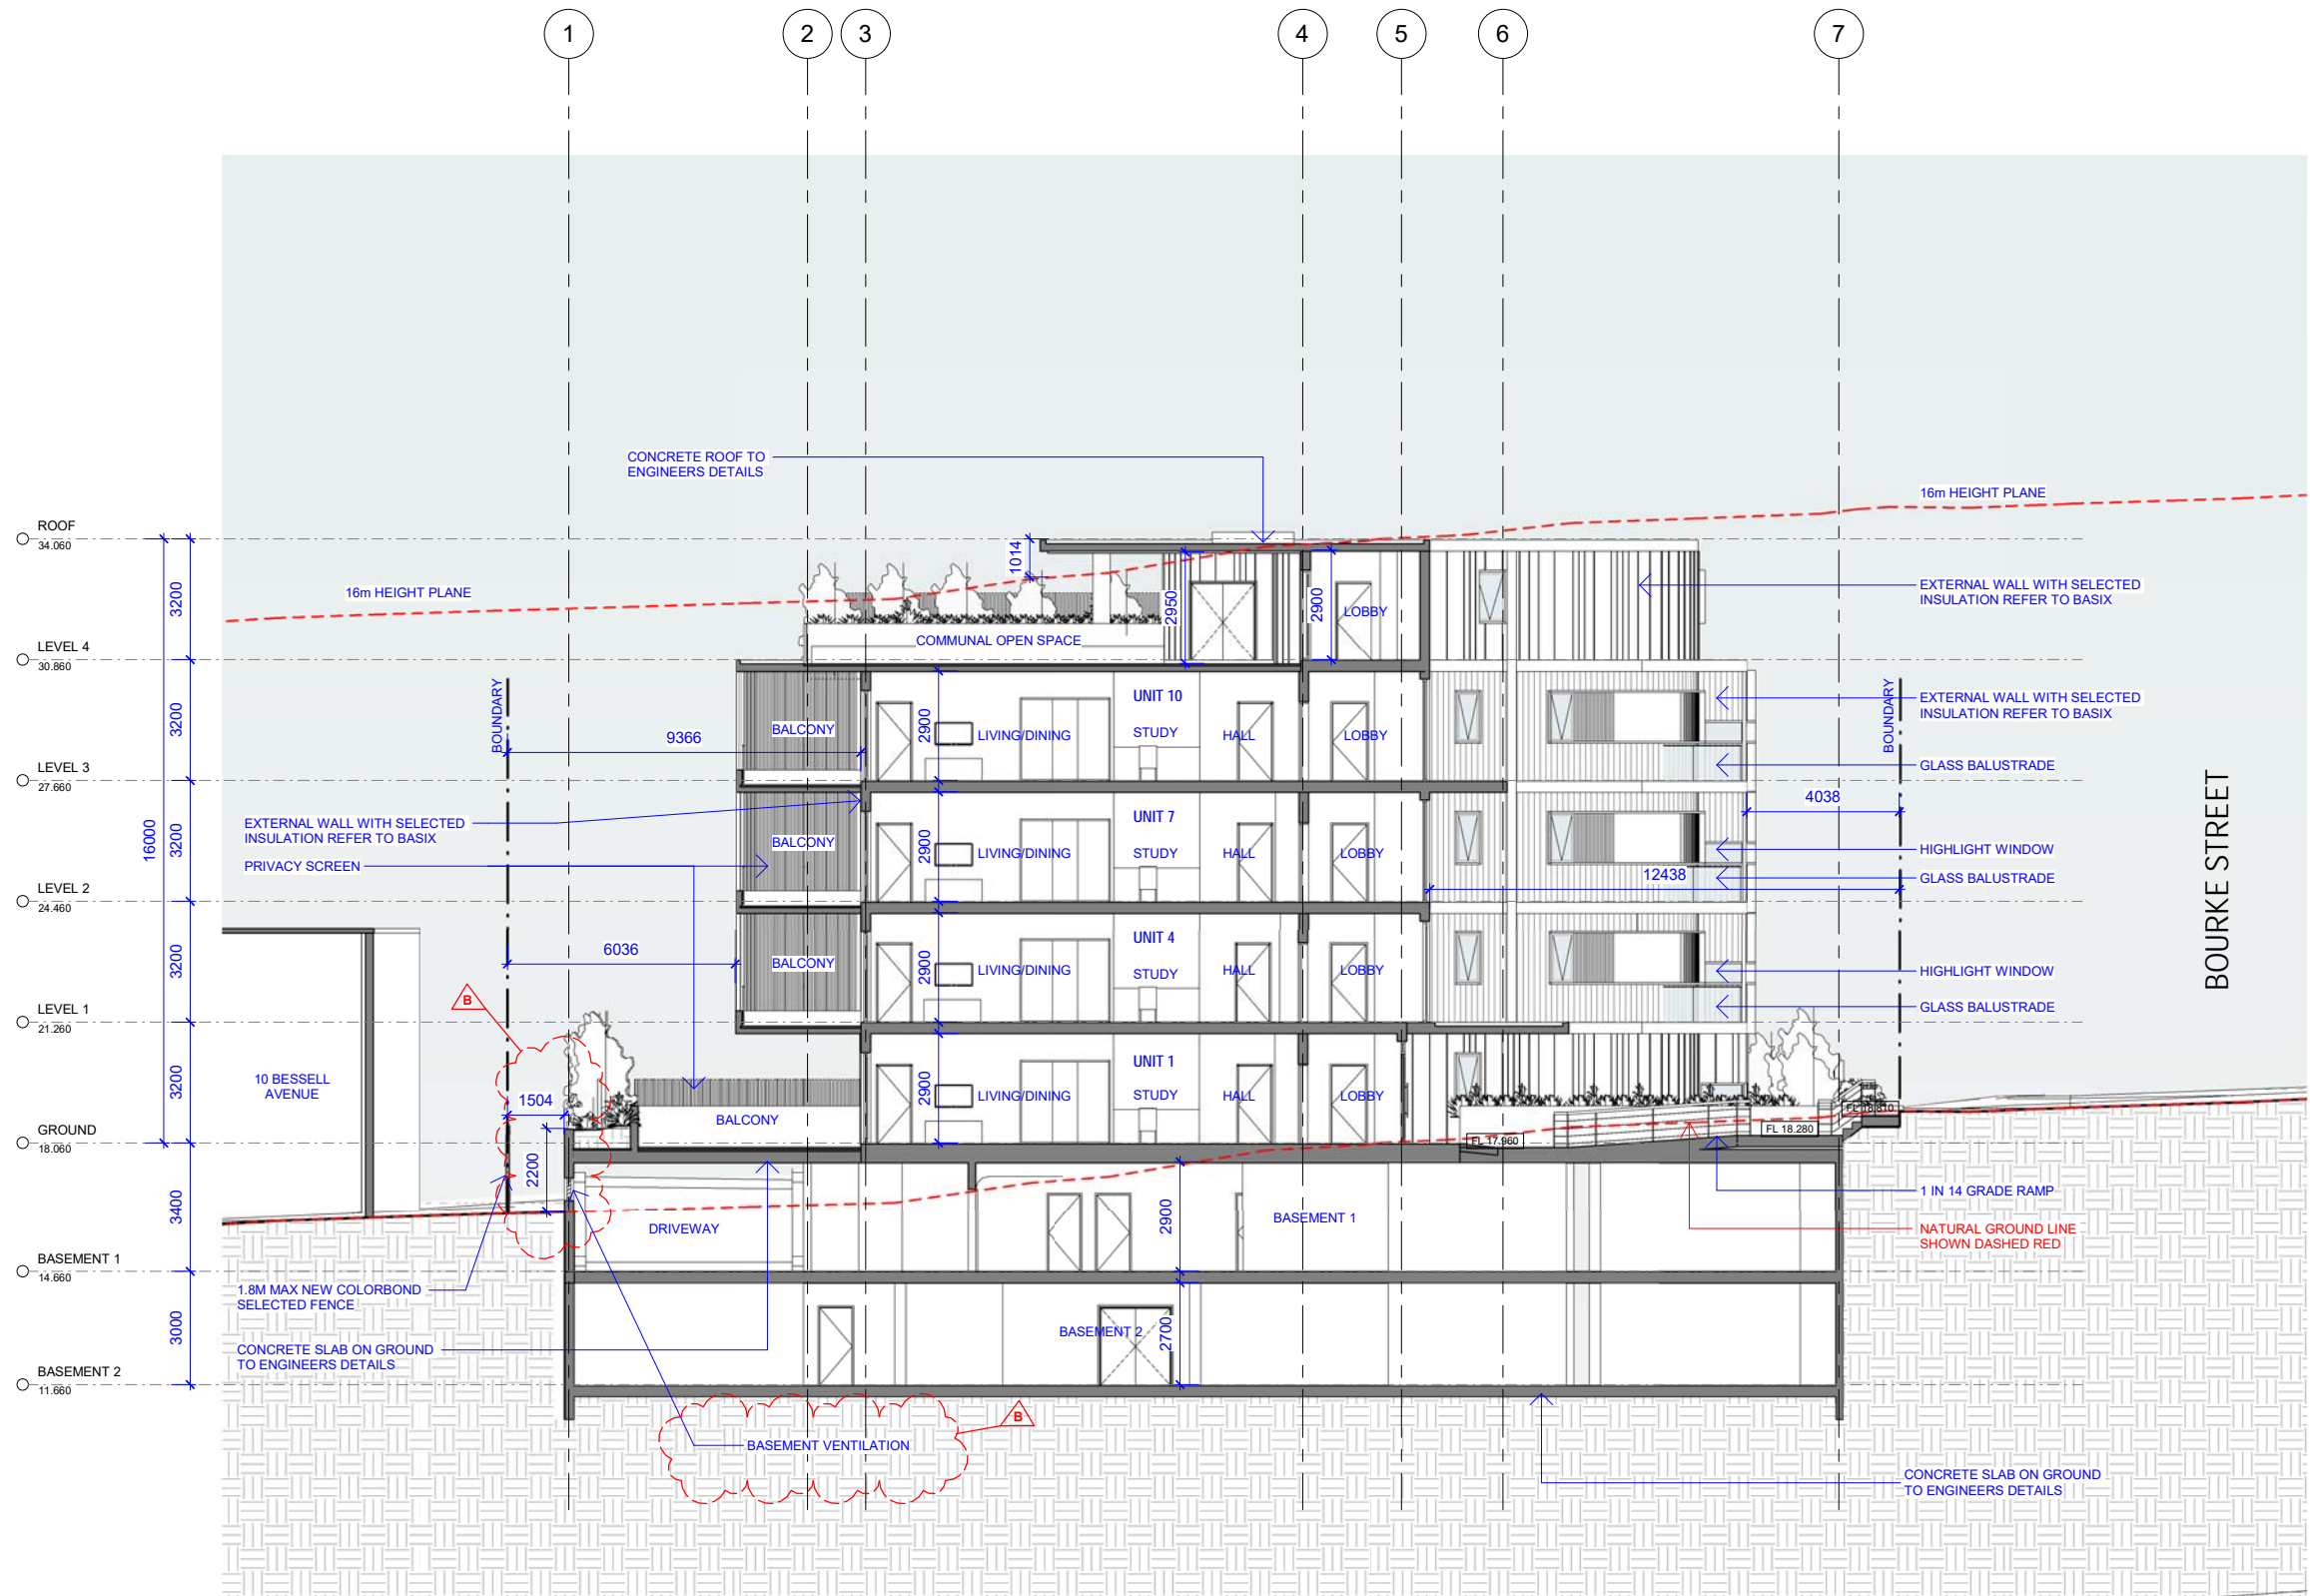 1
2
3
4
5
6
7
CONCRETE ROOF TO
ENGINEERS DETAILS
16m HEIGHT PLANE
ROOF
34.060
1014
3200
16m HEIGHT PLANE
2950
2900
LOBBY
EXTERNAL WALL WITH SELECTED
INSULATION REFER TO BASIX
COMMUNAL OPEN SPACE
LEVEL 4
30.860
BOUNDARY
3200
9366
BALCONY
2900
LIVING/DINING
UNIT 10
STUDY
HALL
LOBBY
BOUNDARY
EXTERNAL WALL WITH SELECTED
INSULATION REFER TO BASIX
GLASS BALUSTRADE
LEVEL 3
27.660
4038
BOURKE STREET
16000
3200
EXTERNAL WALL WITH SELECTED
INSULATION REFER TO BASIX
PRIVACY SCREEN
BALCONY
2900
LIVING/DINING
UNIT 7
STUDY
HALL
LOBBY
HIGHLIGHT WINDOW
12438
GLASS BALUSTRADE
LEVEL 2
24.460
3200
6036
BALCONY
2900
LIVING/DINING
UNIT 4
STUDY
HALL
LOBBY
HIGHLIGHT WINDOW
GLASS BALUSTRADE
B
LEVEL 1
21.260
3200
10 BESSELL
AVENUE
1504
BALCONY
2900
LIVING/DINING
UNIT 1
STUDY
HALL
LOBBY
FL 18.810
FL 18.280
FL 17.960
GROUND
18.060
2200
3400
DRIVEWAY
2900
BASEMENT 1
1 IN 14 GRADE RAMP
NATURAL GROUND LINE
SHOWN DASHED RED
BASEMENT 1
14.660
1.8M MAX NEW COLORBOND
SELECTED FENCE
3000
BASEMENT 2
2700
CONCRETE SLAB ON GROUND
TO ENGINEERS DETAILS
BASEMENT 2
11.660
B
BASEMENT VENTILATION
CONCRETE SLAB ON GROUND
TO ENGINEERS DETAILS